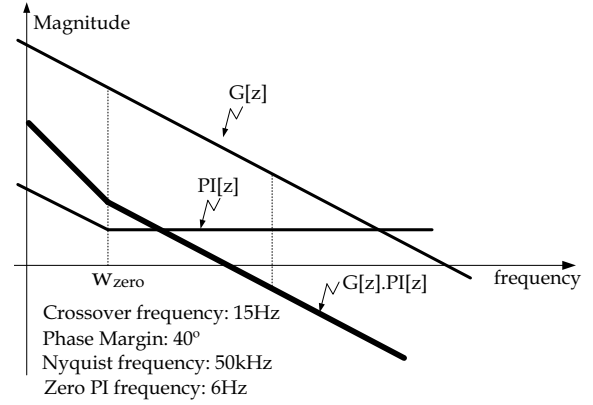 Magnitude
G[z]
PI[z]
wzero
frequency
G[z].PI[z]
Crossover frequency: 15Hz
Phase Margin: 40º
Nyquist frequency: 50kHz
Zero PI frequency: 6Hz